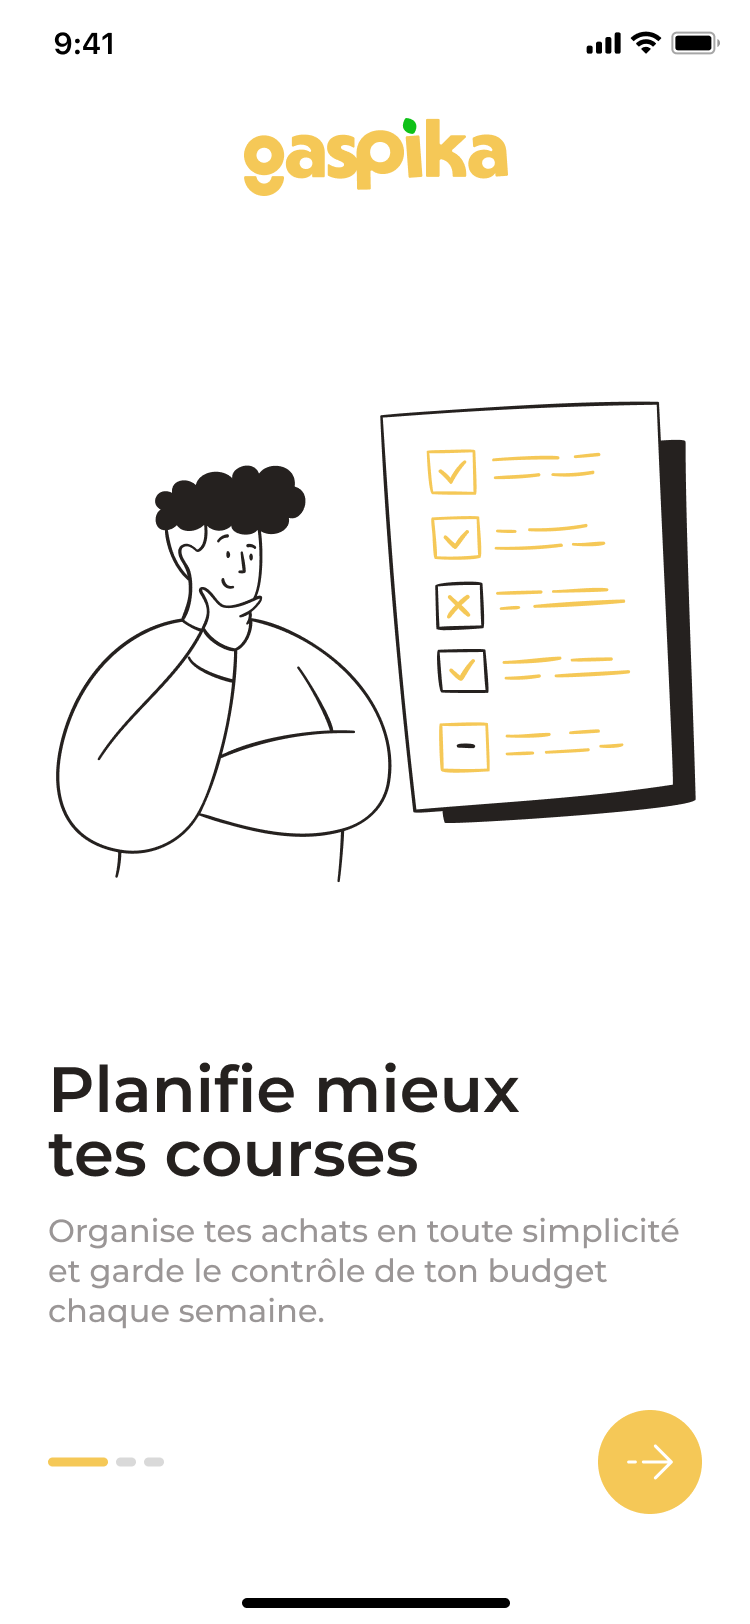 9:41
gaspika
Planifie mieux
tes courses
Organise tes achats en toute simplicité
et garde le contrôle de ton budget
chaque semaine.